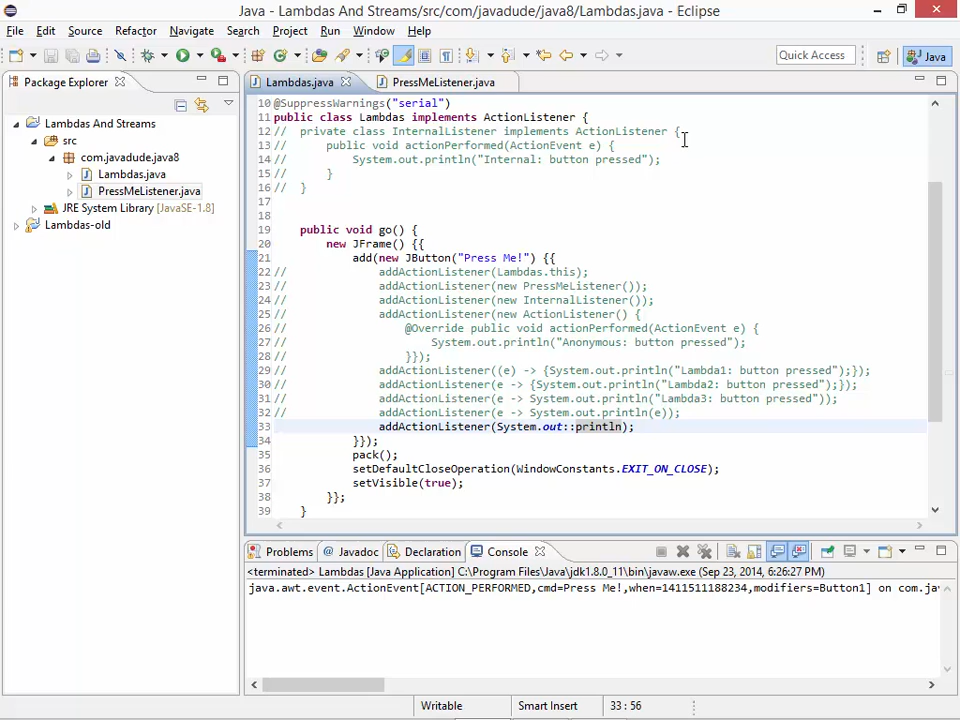 Java - Lambdas And Streams/src/com/javadude/java8/Lambdas.java - Eclipse
File Edit Source Refactor Navigate Search Project Run Window Help
Quick Access Java
Package Explorer
Lambdas And Streams
src
com.javadude.java8
Lambdas.java
PressMeListener.java
JRE System Library [JavaSE-1.8]
Lambdas-old
Lambdas.java PressMeListener.java
10 @SuppressWarnings("serial")
11 public class Lambdas implements ActionListener {
12 // private class InternalListener implements ActionListener {
13 // public void actionPerformed(ActionEvent e) {
14 // System.out.println("Internal: button pressed");
15 // }
16 // }
17
18
19 public void go() {
20 new JFrame() {{
21 add(new JButton("Press Me!") {{
22 // addActionListener(Lambdas.this);
23 // addActionListener(new PressMeListener());
24 // addActionListener(new InternalListener());
25 // addActionListener(new ActionListener() {
26 // @Override public void actionPerformed(ActionEvent e) {
27 // System.out.println("Anonymous: button pressed");
28 // }});
29 // addActionListener((e) -> {System.out.println("Lambda1: button pressed");});
30 // addActionListener(e -> {System.out.println("Lambda2: button pressed");});
31 // addActionListener(e -> System.out.println("Lambda3: button pressed"));
32 // addActionListener(e -> System.out.println(e));
33 addActionListener(System.out::println);
34 }});
35 pack();
36 setDefaultCloseOperation(WindowConstants.EXIT_ON_CLOSE);
37 setVisible(true);
38 }};
39 }
Problems @ Javadoc Declaration Console
<terminated> Lambdas [Java Application] C:\Program Files\Java\jdk1.8.0_11\bin\javaw.exe (Sep 23, 2014, 6:26:27 PM)
java.awt.event.ActionEvent[ACTION_PERFORMED,cmd=Press Me!,when=1411511188234,modifiers=Button1] on com.jav
Writable Smart Insert 33 : 56